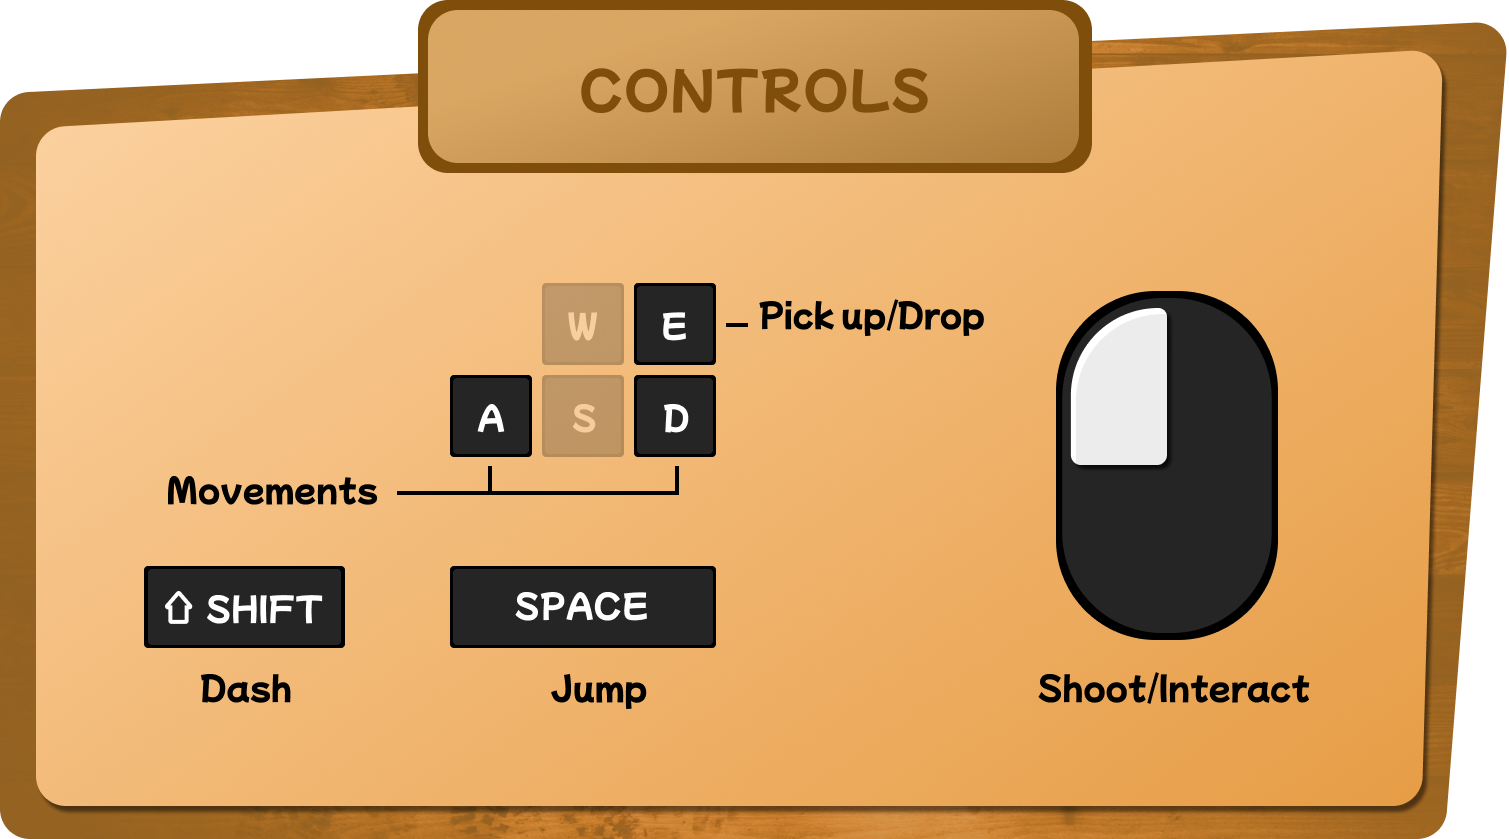 CONTROLS
W
E
Pick up/Drop
A
S
D
Movements
SHIFT
SPACE
Dash
Jump
Shoot/Interact